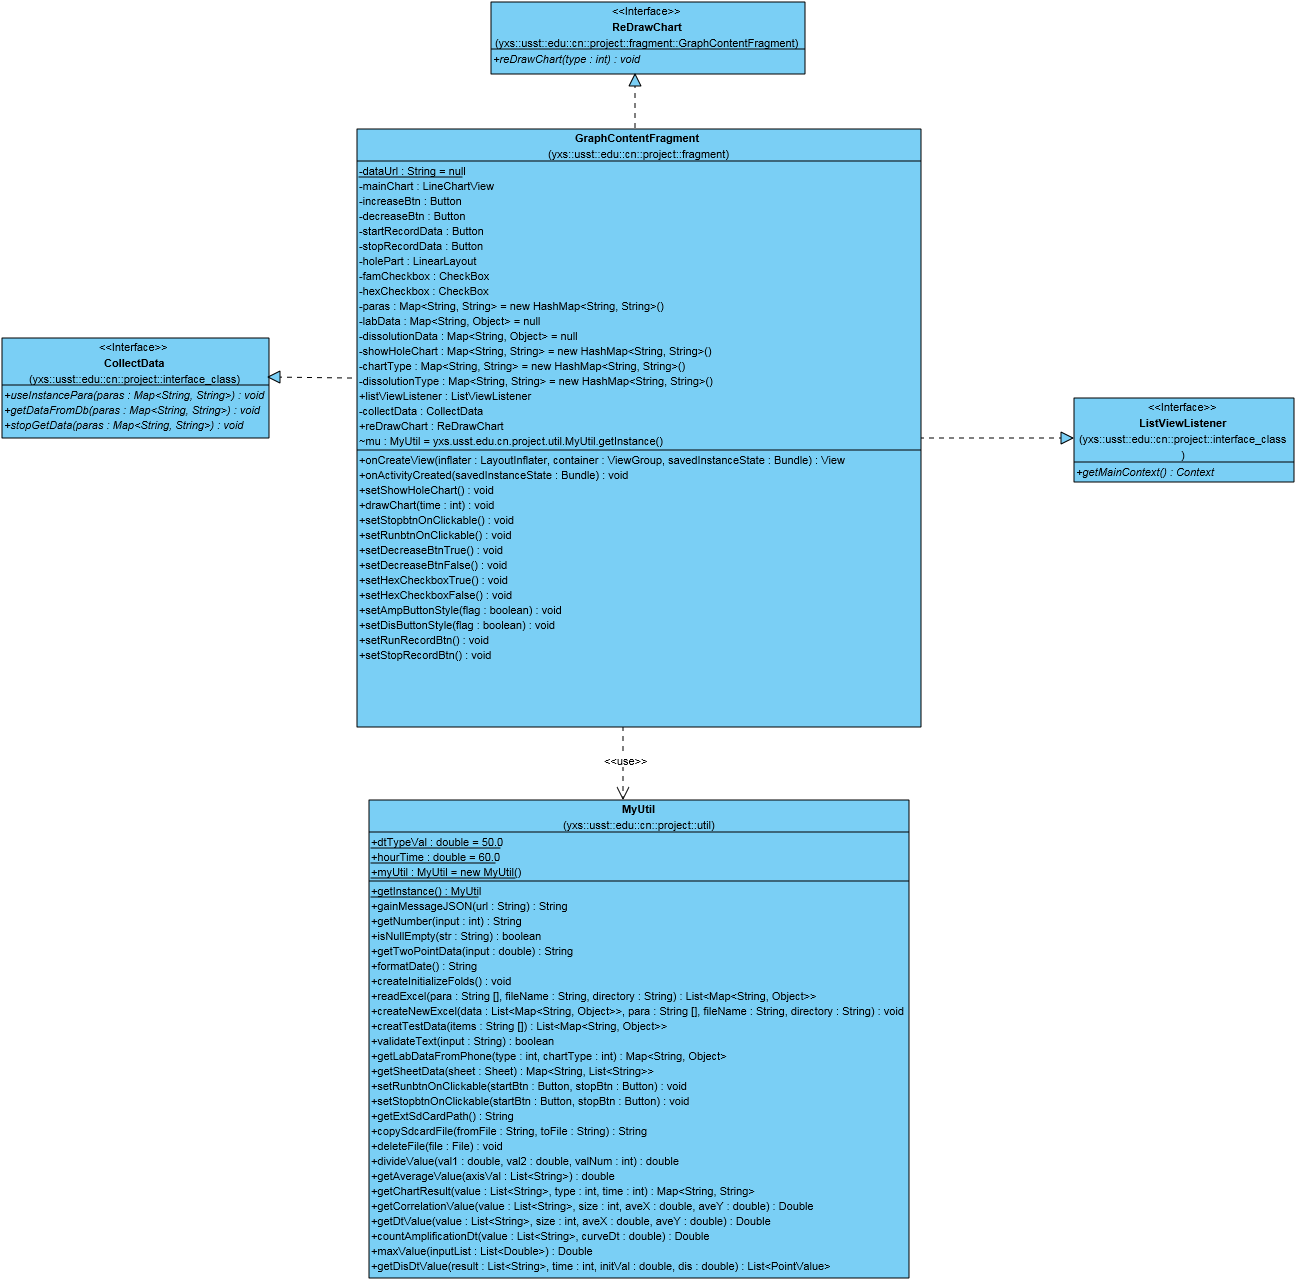 <<Interface>>
ReDrawChart
(yxs::usst::edu::cn::project::fragment::GraphContentFragment)
+reDrawChart(type : int) : void
GraphContentFragment
(yxs::usst::edu::cn::project::fragment)
-dataUrl : String = null
-mainChart : LineChartView
-increaseBtn : Button
-decreaseBtn : Button
-startRecordData : Button
-stopRecordData : Button
-holePart : LinearLayout
-famCheckbox : CheckBox
-hexCheckbox : CheckBox
-paras : Map<String, String> = new HashMap<String, String>()
-labData : Map<String, Object> = null
-dissolutionData : Map<String, Object> = null
-showHoleChart : Map<String, String> = new HashMap<String, String>()
-chartType : Map<String, String> = new HashMap<String, String>()
-dissolutionType : Map<String, String> = new HashMap<String, String>()
+listViewListener : ListViewListener
-collectData : CollectData
+reDrawChart : ReDrawChart
~mu : MyUtil = yxs.usst.edu.cn.project.util.MyUtil.getInstance()
+onCreateView(inflater : LayoutInflater, container : ViewGroup, savedInstanceState : Bundle) : View
+onActivityCreated(savedInstanceState : Bundle) : void
+setShowHoleChart() : void
+drawChart(time : int) : void
+setStopbtnOnClickable() : void
+setRunbtnOnClickable() : void
+setDecreaseBtnTrue() : void
+setDecreaseBtnFalse() : void
+setHexCheckboxTrue() : void
+setHexCheckboxFalse() : void
+setAmpButtonStyle(flag : boolean) : void
+setDisButtonStyle(flag : boolean) : void
+setRunRecordBtn() : void
+setStopRecordBtn() : void
<<Interface>>
CollectData
(yxs::usst::edu::cn::project::interface_class)
+useInstancePara(paras : Map<String, String>) : void
+getDataFromDb(paras : Map<String, String>) : void
+stopGetData(paras : Map<String, String>) : void
<<Interface>>
ListViewListener
(yxs::usst::edu::cn::project::interface_class
)
+getMainContext() : Context
<<use>>
MyUtil
(yxs::usst::edu::cn::project::util)
+dtTypeVal : double = 50.0
+hourTime : double = 60.0
+myUtil : MyUtil = new MyUtil()
+getInstance() : MyUtil
+gainMessageJSON(url : String) : String
+getNumber(input : int) : String
+isNullEmpty(str : String) : boolean
+getTwoPointData(input : double) : String
+formatDate() : String
+createInitializeFolds() : void
+readExcel(para : String [], fileName : String, directory : String) : List<Map<String, Object>>
+createNewExcel(data : List<Map<String, Object>>, para : String [], fileName : String, directory : String) : void
+creatTestData(items : String []) : List<Map<String, Object>>
+validateText(input : String) : boolean
+getLabDataFromPhone(type : int, chartType : int) : Map<String, Object>
+getSheetData(sheet : Sheet) : Map<String, List<String>>
+setRunbtnOnClickable(startBtn : Button, stopBtn : Button) : void
+setStopbtnOnClickable(startBtn : Button, stopBtn : Button) : void
+getExtSdCardPath() : String
+copySdcardFile(fromFile : String, toFile : String) : String
+deleteFile(file : File) : void
+divideValue(val1 : double, val2 : double, valNum : int) : double
+getAverageValue(axisVal : List<String>) : double
+getChartResult(value : List<String>, type : int, time : int) : Map<String, String>
+getCorrelationValue(value : List<String>, size : int, aveX : double, aveY : double) : Double
+getDtValue(value : List<String>, size : int, aveX : double, aveY : double) : Double
+countAmplificationDt(value : List<String>, curveDt : double) : Double
+maxValue(inputList : List<Double>) : Double
+getDisDtValue(result : List<String>, time : int, initVal : double, dis : double) : List<PointValue>